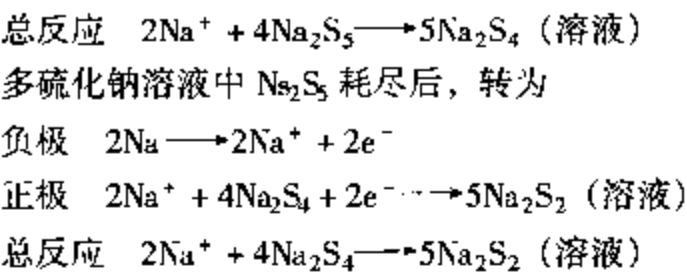 总反应 2Na⁺ + 4Na₂S₅⟶5Na₂S₄（溶液）
多硫化钠溶液中 Na₂S₅ 耗尽后，转为
负极 2Na⟶2Na⁺ + 2e⁻
正极 2Na⁺ + 4Na₂S₄ + 2e⁻⟶5Na₂S₂（溶液）
总反应 2Na⁺ + 4Na₂S₄⟶5Na₂S₂（溶液）